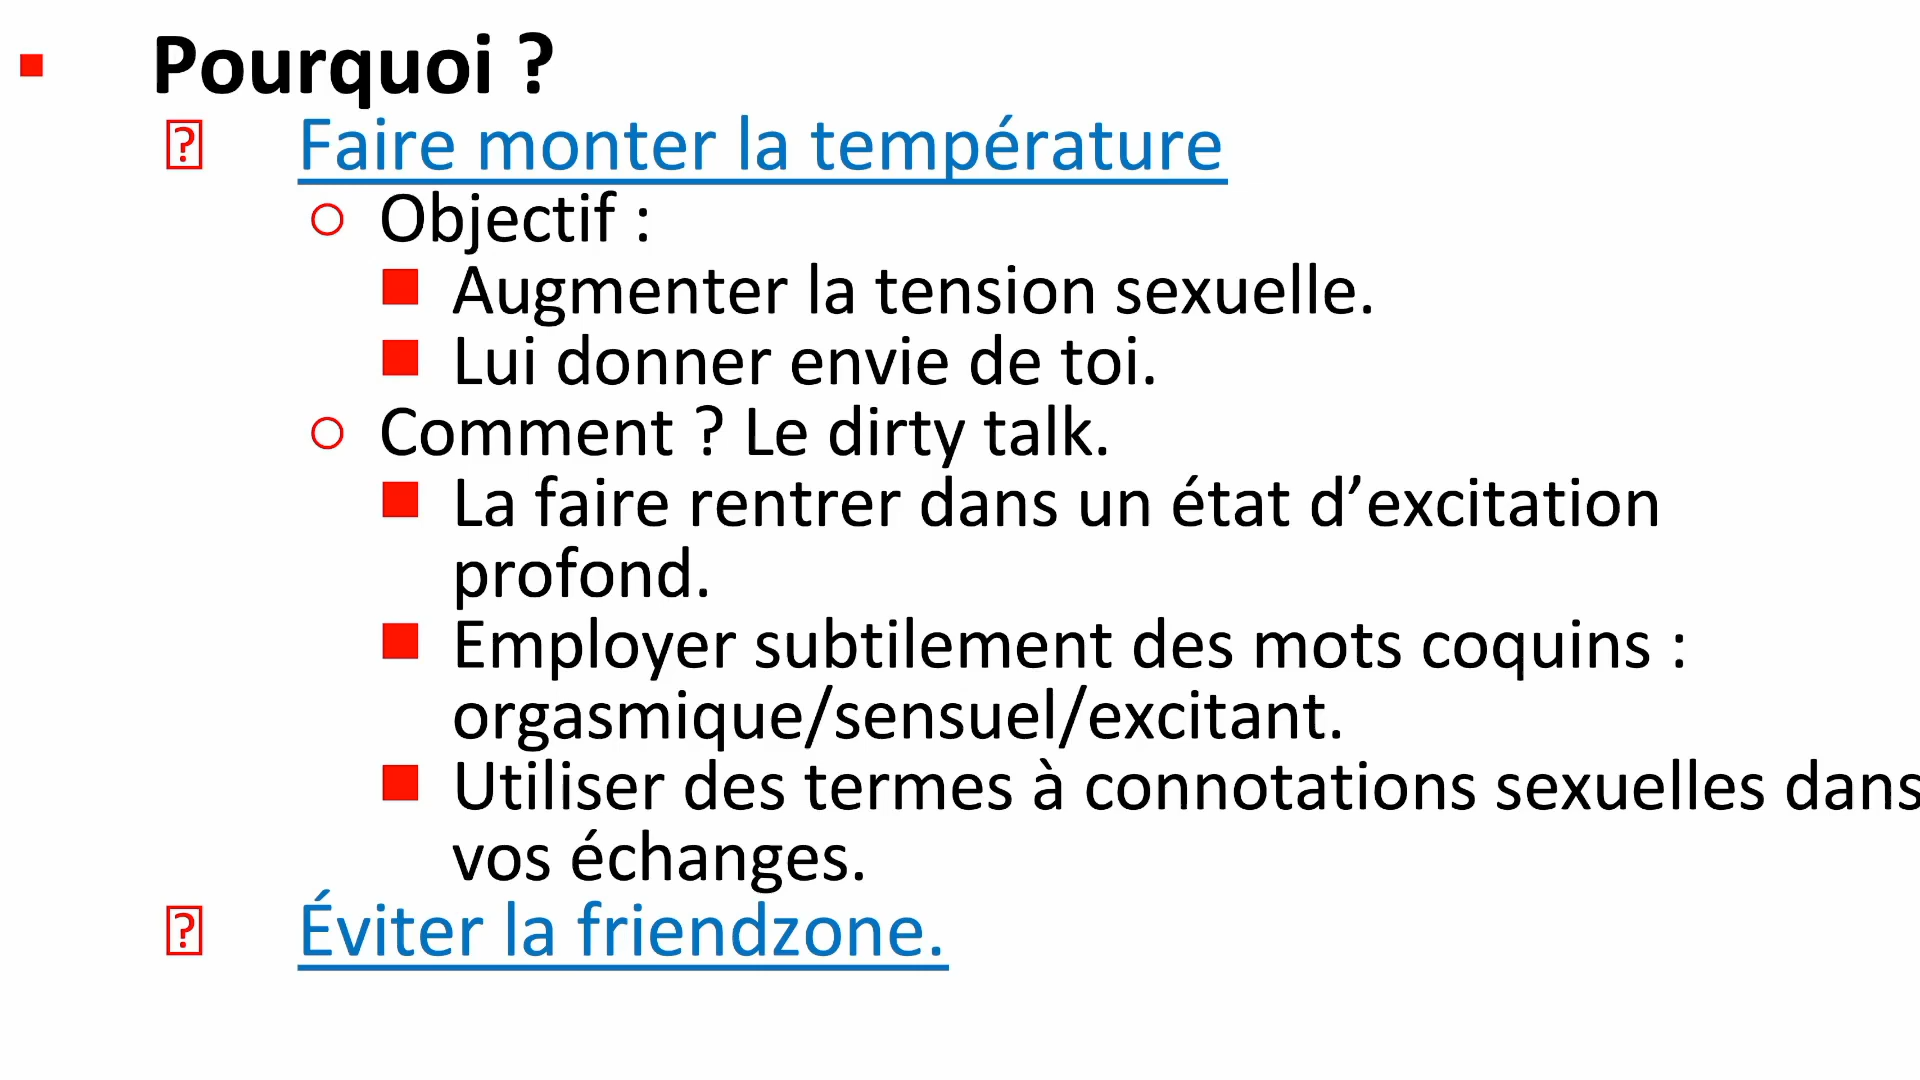 Pourquoi ?
Faire monter la température
Objectif :
Augmenter la tension sexuelle.
Lui donner envie de toi.
Comment ? Le dirty talk.
La faire rentrer dans un état d’excitation
profond.
Employer subtilement des mots coquins :
orgasmique/sensuel/excitant.
Utiliser des termes à connotations sexuelles dans
vos échanges.
Éviter la friendzone.